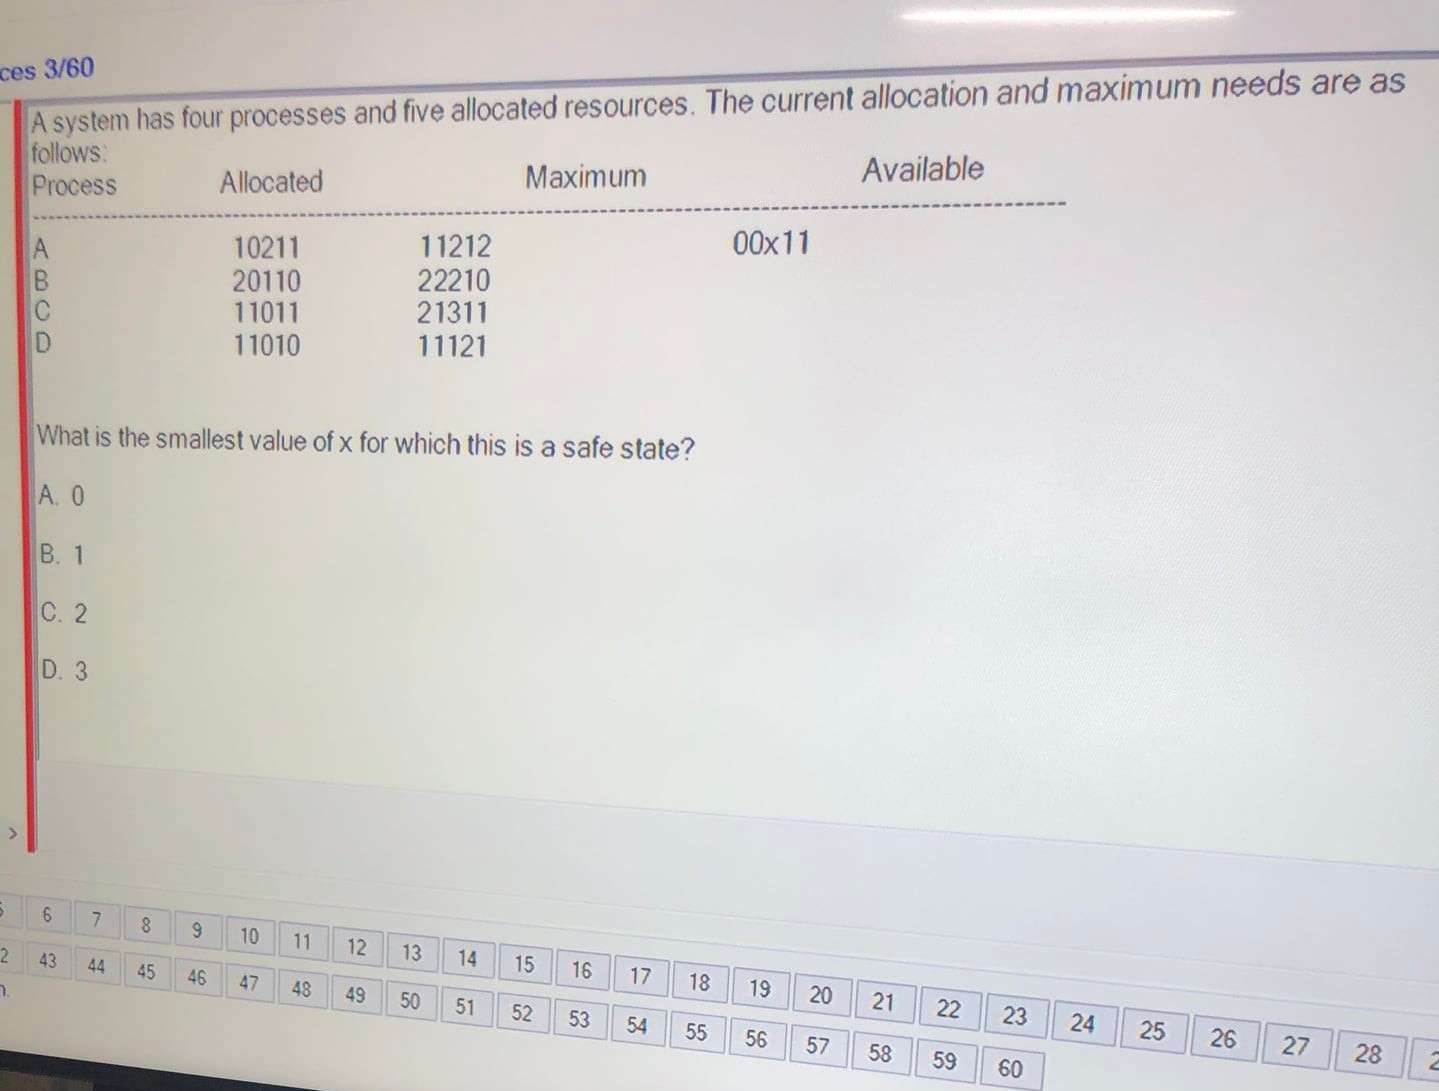 ces 3/60
A system has four processes and five allocated resources. The current allocation and maximum needs are as
follows:
Process Allocated Maximum Available
--------------------------------------------------------------------------------
A 10211 11212 00x11
B 20110 22210
C 11011 21311
D 11010 11121
What is the smallest value of x for which this is a safe state?
A. 0
B. 1
C. 2
D. 3
>
6 7 8 9 10 11 12 13 14 15 16 17 18 19 20 21 22 23 24 25 26 27 28
2 43 44 45 46 47 48 49 50 51 52 53 54 55 56 57 58 59 60